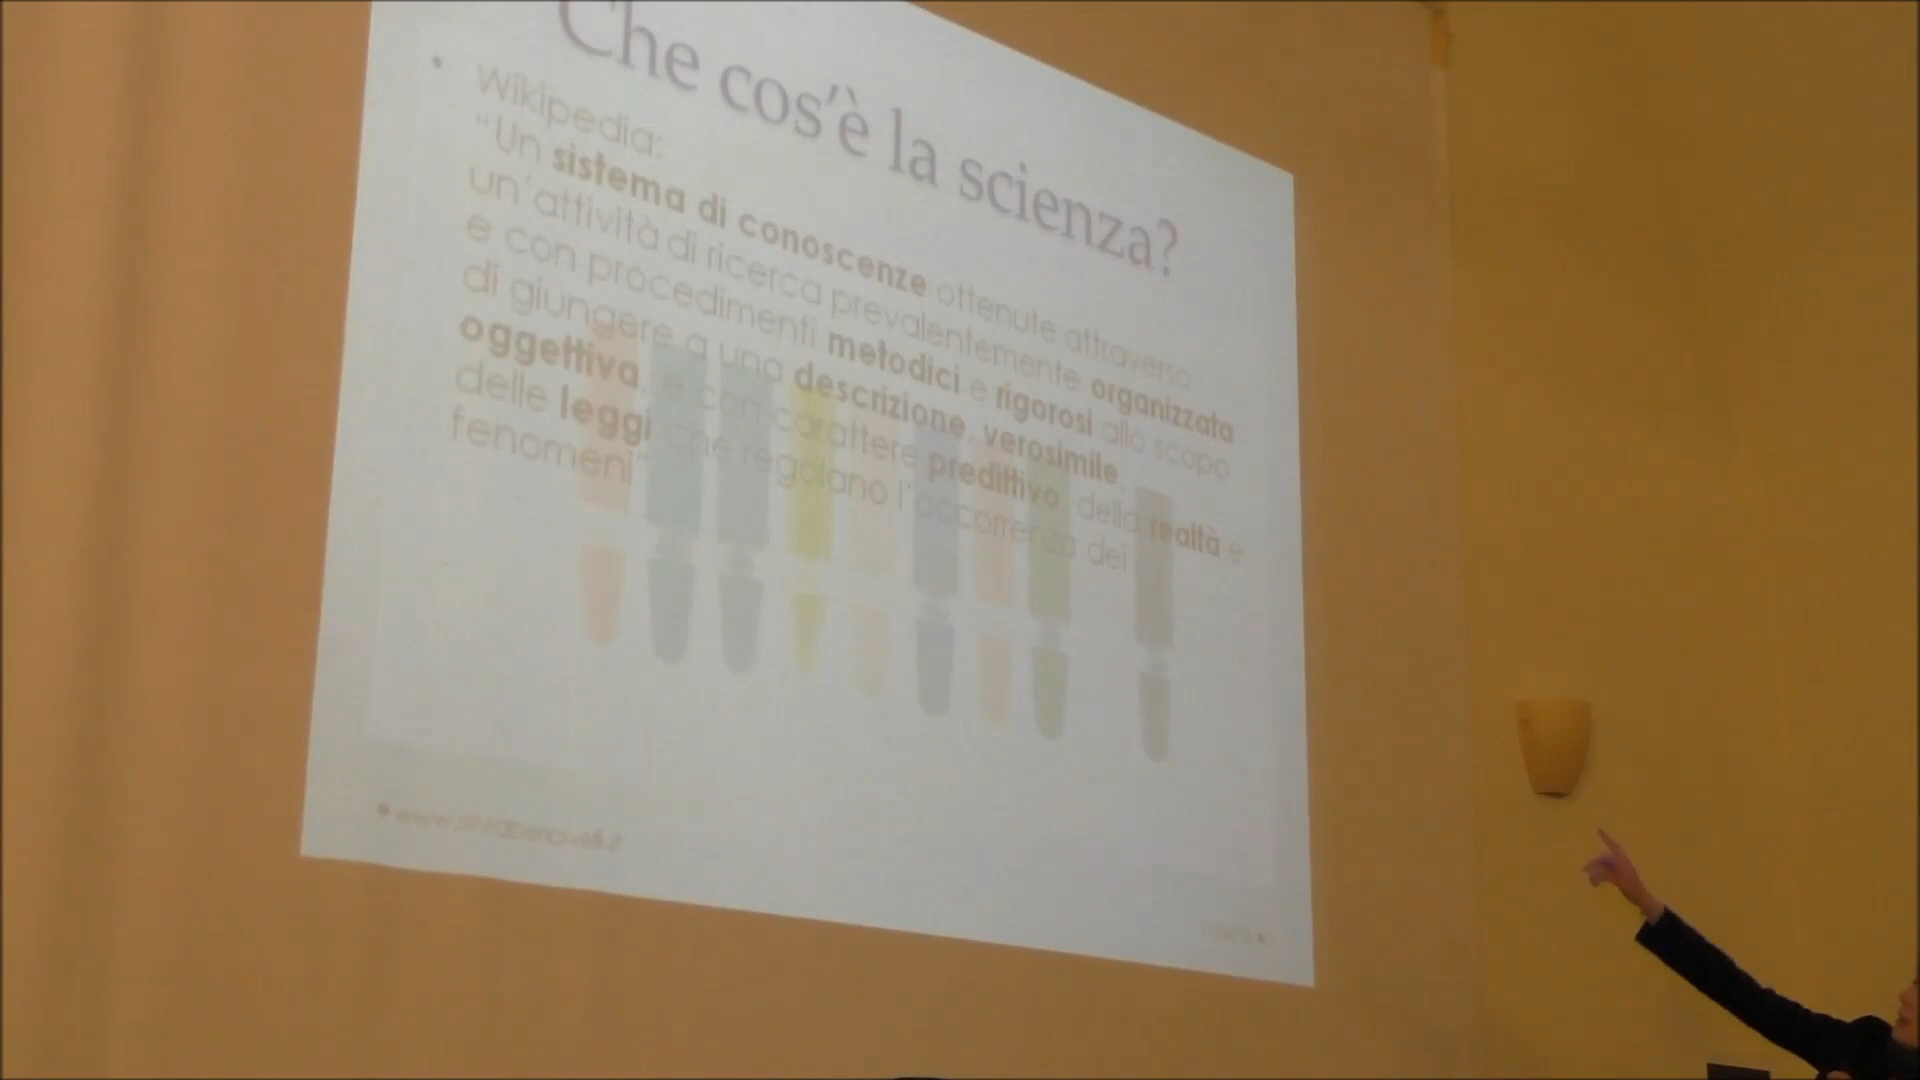 Che cos'è la scienza?
• Wikipedia:
"Un sistema di conoscenze ottenute attraverso
un'attività di ricerca prevalentemente organizzata
e con procedimenti metodici e rigorosi allo scopo
di giungere a una descrizione, verosimile,
oggettiva, e con carattere predittivo, della realtà e
delle leggi che regolano l'accorrenza dei
fenomeni"